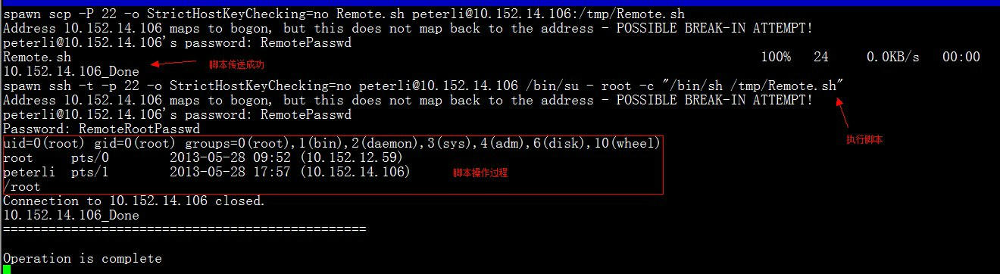 spawn scp -P 22 -o StrictHostKeyChecking=no Remote.sh peterli@10.152.14.106:/tmp/Remote.sh
Address 10.152.14.106 maps to bogon, but this does not map back to the address - POSSIBLE BREAK-IN ATTEMPT!
peterli@10.152.14.106's password: RemotePasswd
Remote.sh 100% 24 0.0KB/s 00:00
脚本传送成功
10.152.14.106_Done
spawn ssh -t -p 22 -o StrictHostKeyChecking=no peterli@10.152.14.106 /bin/su - root -c "/bin/sh /tmp/Remote.sh"
Address 10.152.14.106 maps to bogon, but this does not map back to the address - POSSIBLE BREAK-IN ATTEMPT!
peterli@10.152.14.106's password: RemotePasswd
Password: RemoteRootPasswd
执行脚本
uid=0(root) gid=0(root) groups=0(root),1(bin),2(daemon),3(sys),4(adm),6(disk),10(wheel)
root pts/0 2013-05-28 09:52 (10.152.12.59)
peterli pts/1 2013-05-28 17:57 (10.152.14.106)
脚本操作过程
/root
Connection to 10.152.14.106 closed.
10.152.14.106_Done
================================================
Operation is complete